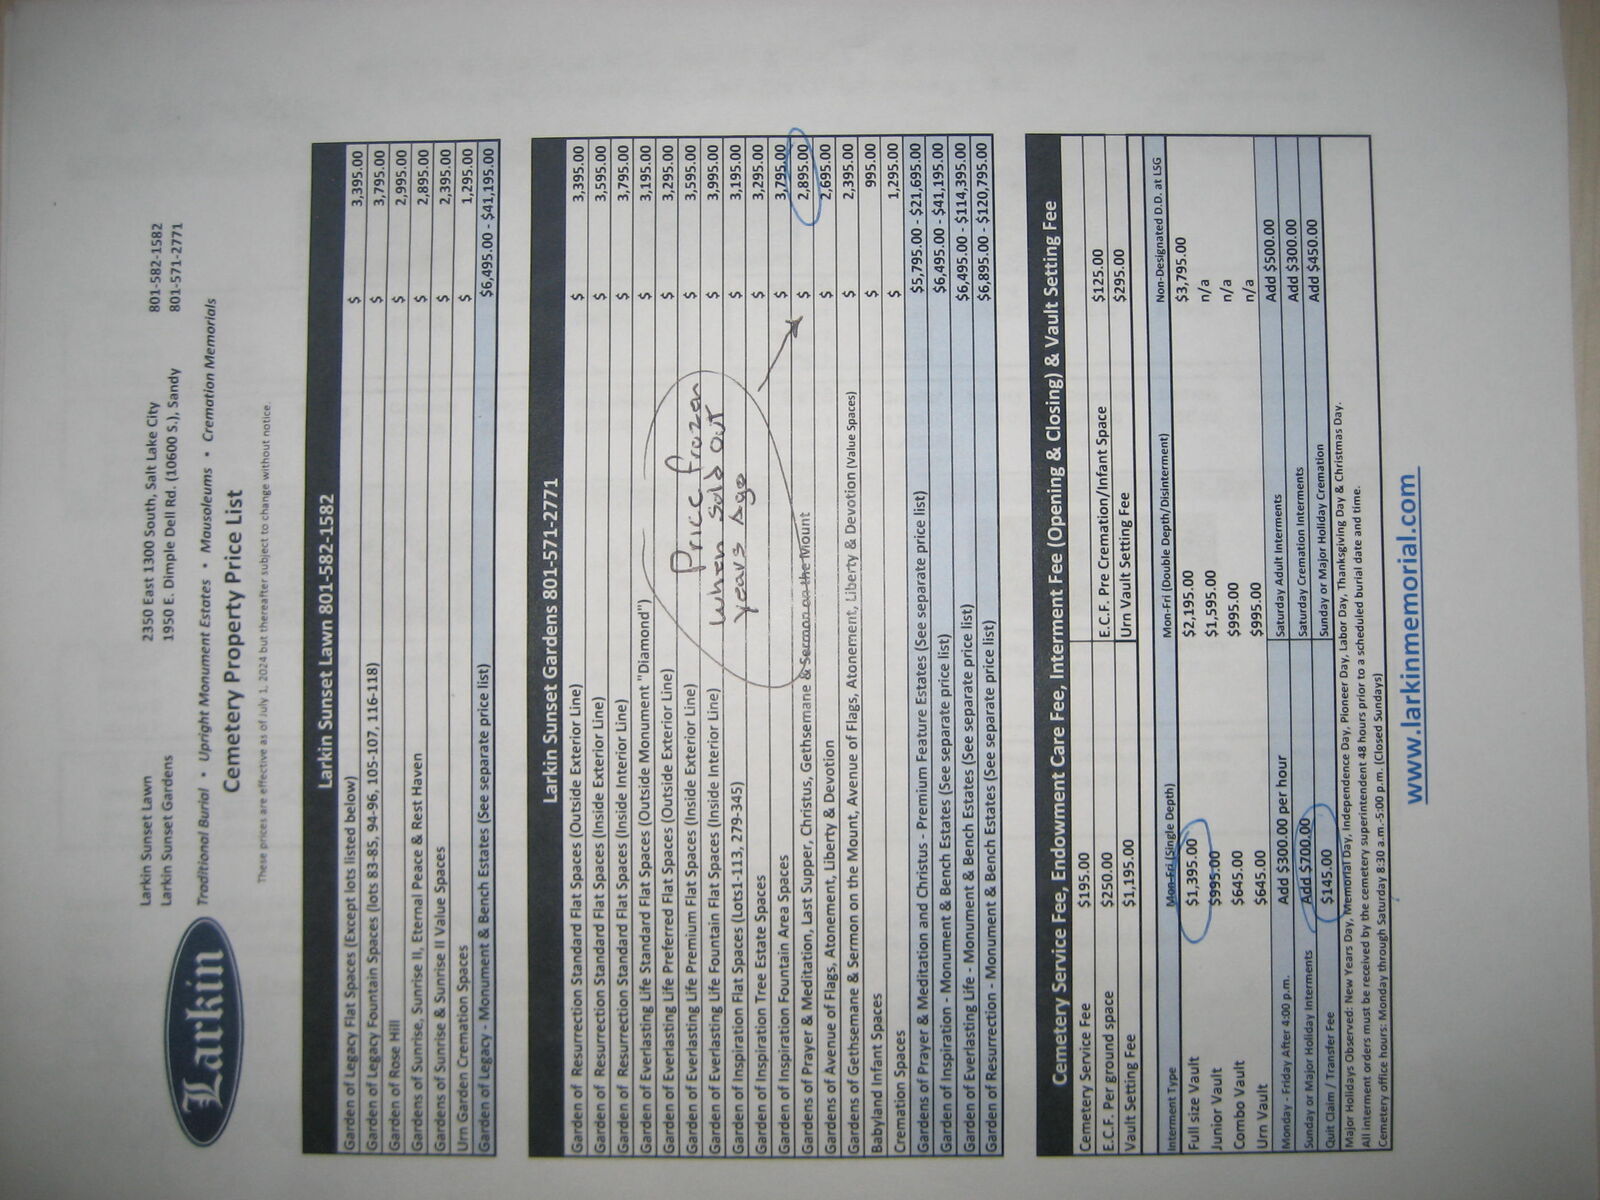 Larkin
Larkin Sunset Lawn 2350 East 1300 South, Salt Lake City 801-582-1582
Larkin Sunset Gardens 1950 E. Dimple Dell Rd. (10600 S.), Sandy 801-571-2771
Traditional Burial • Upright Monument Estates • Mausoleums • Cremation Memorials
Cemetery Property Price List
These prices are effective as of July 1, 2024 but thereafter subject to change without notice.
Larkin Sunset Lawn 801-582-1582
Garden of Legacy Flat Spaces (Except lots listed below) $ 3,395.00
Garden of Legacy Fountain Spaces (lots 83-85, 94-96, 105-107, 116-118) $ 3,795.00
Garden of Rose Hill $ 2,995.00
Gardens of Sunrise, Sunrise II, Eternal Peace & Rest Haven $ 2,895.00
Gardens of Sunrise & Sunrise II Value Spaces $ 2,395.00
Urn Garden Cremation Spaces $ 1,295.00
Garden of Legacy - Monument & Bench Estates (See separate price list) $6,495.00 - $41,195.00
Larkin Sunset Gardens 801-571-2771
Garden of Resurrection Standard Flat Spaces (Outside Exterior Line) $ 3,395.00
Garden of Resurrection Standard Flat Spaces (Inside Exterior Line) $ 3,595.00
Garden of Resurrection Standard Flat Spaces (Inside Interior Line) $ 3,795.00
Garden of Everlasting Life Standard Flat Spaces (Outside Monument "Diamond") $ 3,195.00
Garden of Everlasting Life Preferred Flat Spaces (Outside Exterior Line) $ 3,295.00
Garden of Everlasting Life Premium Flat Spaces (Inside Exterior Line) $ 3,595.00
Garden of Everlasting Life Fountain Flat Spaces (Inside Interior Line) $ 3,995.00
Garden of Inspiration Flat Spaces (Lots1-113, 279-345) $ 3,195.00
Garden of Inspiration Tree Estate Spaces $ 3,295.00
Garden of Inspiration Fountain Area Spaces $ 3,795.00
Price frozen
when sold out
years ago
Gardens of Prayer & Meditation, Last Supper, Christus, Gethsemane & Sermon on the Mount $ 2,895.00
Gardens of Avenue of Flags, Atonement, Liberty & Devotion $ 2,695.00
Gardens of Gethsemane & Sermon on the Mount, Avenue of Flags, Atonement, Liberty & Devotion (Value Spaces) $ 2,395.00
Babyland Infant Spaces $ 995.00
Cremation Spaces $ 1,295.00
Gardens of Prayer & Meditation and Christus - Premium Feature Estates (See separate price list) $5,795.00 - $21,695.00
Garden of Inspiration - Monument & Bench Estates (See separate price list) $6,495.00 - $41,195.00
Garden of Everlasting Life - Monument & Bench Estates (See separate price list) $6,495.00 - $114,395.00
Garden of Resurrection - Monument & Bench Estates (See separate price list) $6,895.00 - $120,795.00
Cemetery Service Fee, Endowment Care Fee, Interment Fee (Opening & Closing) & Vault Setting Fee
Cemetery Service Fee $195.00
E.C.F. Per ground space $250.00 E.C.F. Pre Cremation/Infant Space $125.00
Vault Setting Fee $1,195.00 Urn Vault Setting Fee $295.00
Interment Type Mon-Fri (Single Depth) Mon-Fri (Double Depth/Disinterment) Non-Designated D.D. at LSG
Full size Vault $1,395.00 $2,195.00 $3,795.00
Junior Vault $995.00 $1,595.00 n/a
Combo Vault $645.00 $995.00 n/a
Urn Vault $645.00 $995.00 n/a
Monday - Friday After 4:00 p.m. Add $300.00 per hour Saturday Adult Interments Add $500.00
Sunday or Major Holiday Interments Add $700.00 Saturday Cremation Interments Add $300.00
Quit Claim / Transfer Fee $145.00 Sunday or Major Holiday Cremation Add $450.00
Major Holidays Observed: New Years Day, Memorial Day, Independence Day, Pioneer Day, Labor Day, Thanksgiving Day & Christmas Day.
All interment orders must be received by the cemetery superintendent 48 hours prior to a scheduled burial date and time.
Cemetery office hours: Monday through Saturday 8:30 a.m.-5:00 p.m. (Closed Sundays)
www.larkinmemorial.com